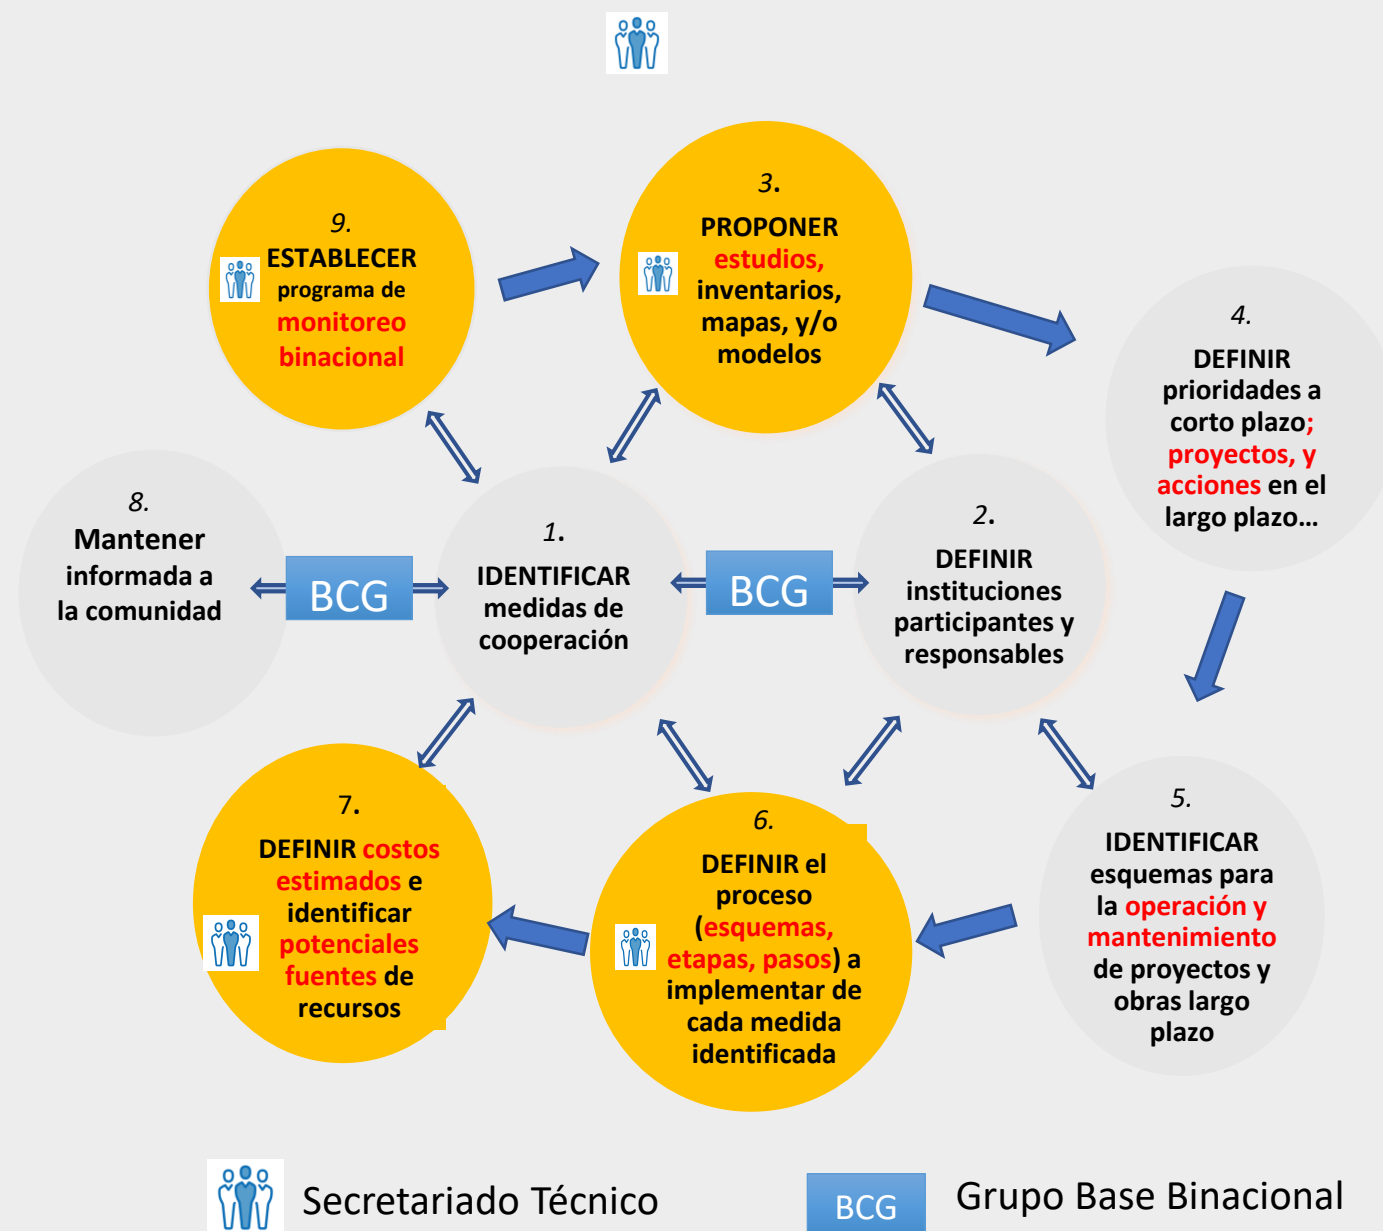 9.
ESTABLECER
programa de
monitoreo
binacional
3.
PROPONER
estudios,
inventarios,
mapas, y/o
modelos
4.
DEFINIR
prioridades a
corto plazo;
proyectos, y
acciones en el
largo plazo…
8.
Mantener
informada a
la comunidad
BCG
1.
IDENTIFICAR
medidas de
cooperación
BCG
2.
DEFINIR
instituciones
participantes y
responsables
7.
DEFINIR costos
estimados e
identificar
potenciales
fuentes de
recursos
6.
DEFINIR el
proceso
(esquemas,
etapas, pasos) a
implementar de
cada medida
identificada
5.
IDENTIFICAR
esquemas para
la operación y
mantenimiento
de proyectos y
obras largo
plazo
Secretariado Técnico
BCG
Grupo Base Binacional